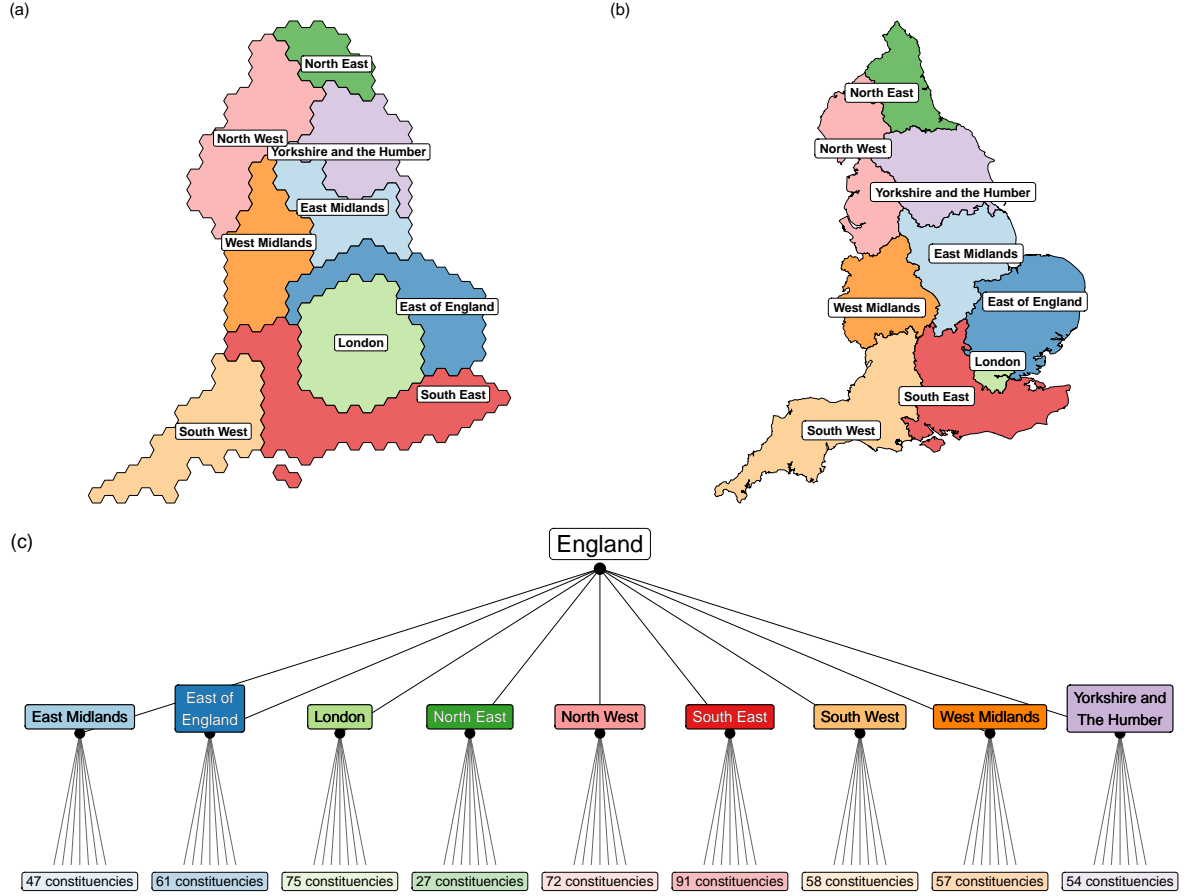 (a)
North East
North West
Yorkshire and the Humber
East Midlands
West Midlands
East of England
London
South East
South West
(b)
North East
North West
Yorkshire and the Humber
East Midlands
East of England
West Midlands
London
South East
South West
(c)
England
East Midlands
East of
England
London
North East
North West
South East
South West
West Midlands
Yorkshire and
The Humber
47 constituencies
61 constituencies
75 constituencies
27 constituencies
72 constituencies
91 constituencies
58 constituencies
57 constituencies
54 constituencies